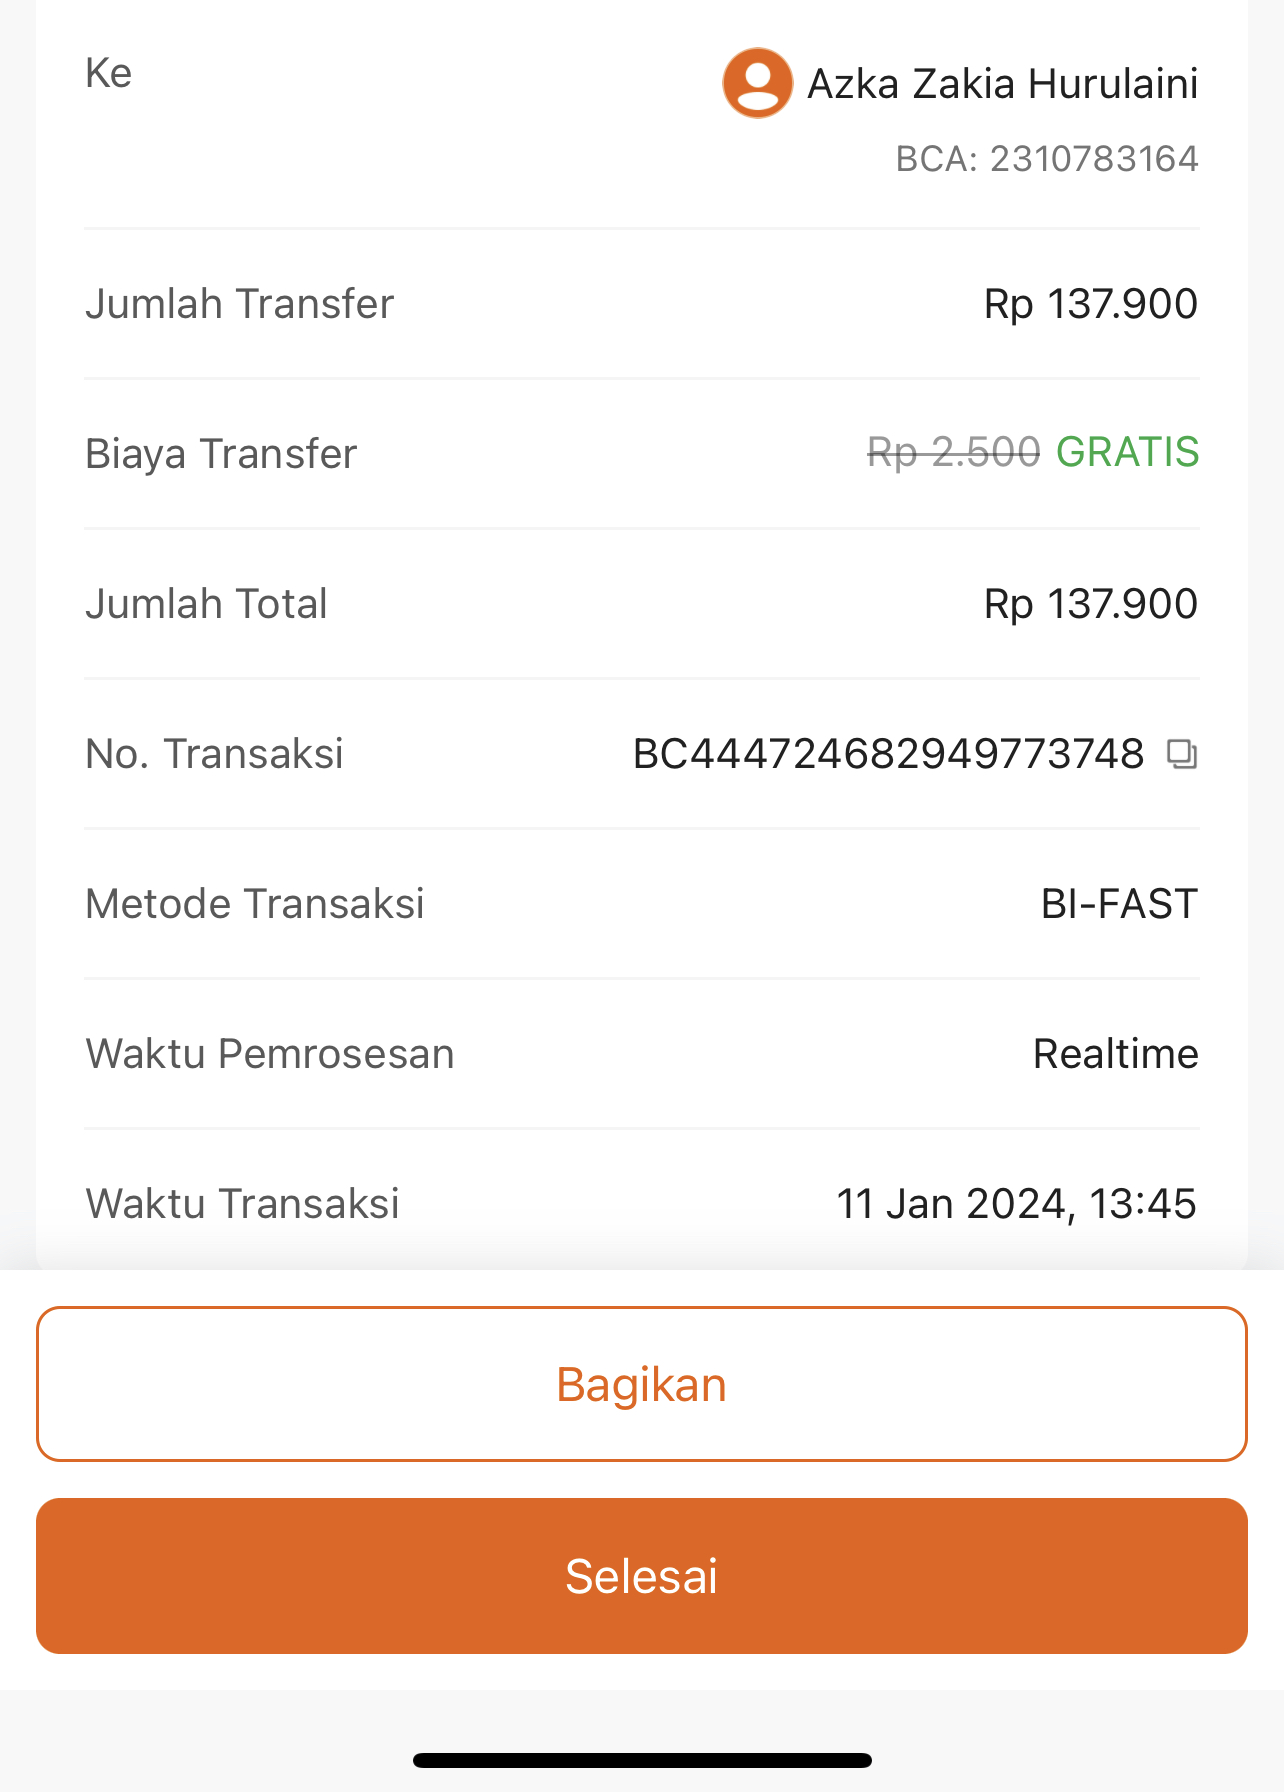 Ke
Azka Zakia Hurulaini
BCA: 2310783164
Jumlah Transfer Rp 137.900
Biaya Transfer Rp 2.500 GRATIS
Jumlah Total Rp 137.900
No. Transaksi BC444724682949773748
Metode Transaksi BI-FAST
Waktu Pemrosesan Realtime
Waktu Transaksi 11 Jan 2024, 13:45
Bagikan
Selesai